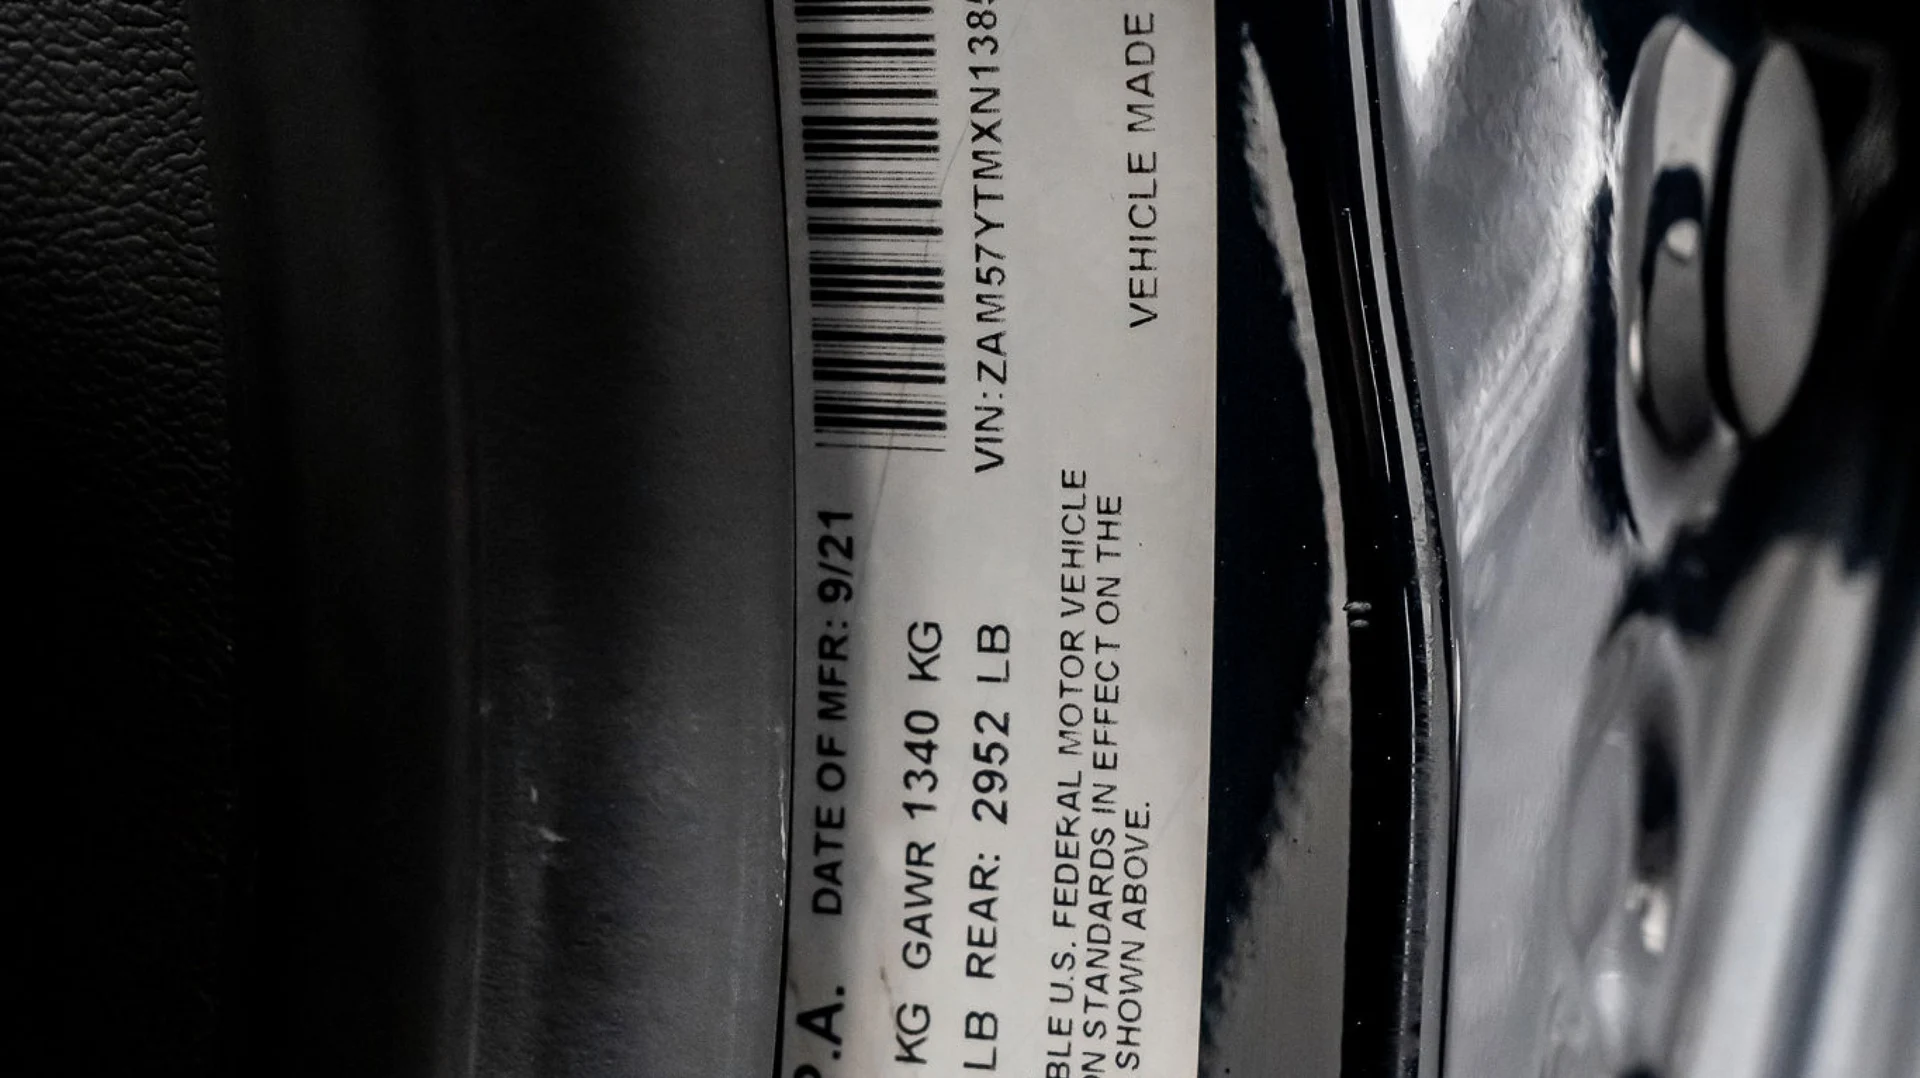 P.A. DATE OF MFR: 9/21
KG GAWR 1340 KG
LB REAR: 2952 LB
VIN:ZAM57YTMXN138
BLE U.S. FEDERAL MOTOR VEHICLE
ON STANDARDS IN EFFECT ON THE
SHOWN ABOVE.
VEHICLE MADE